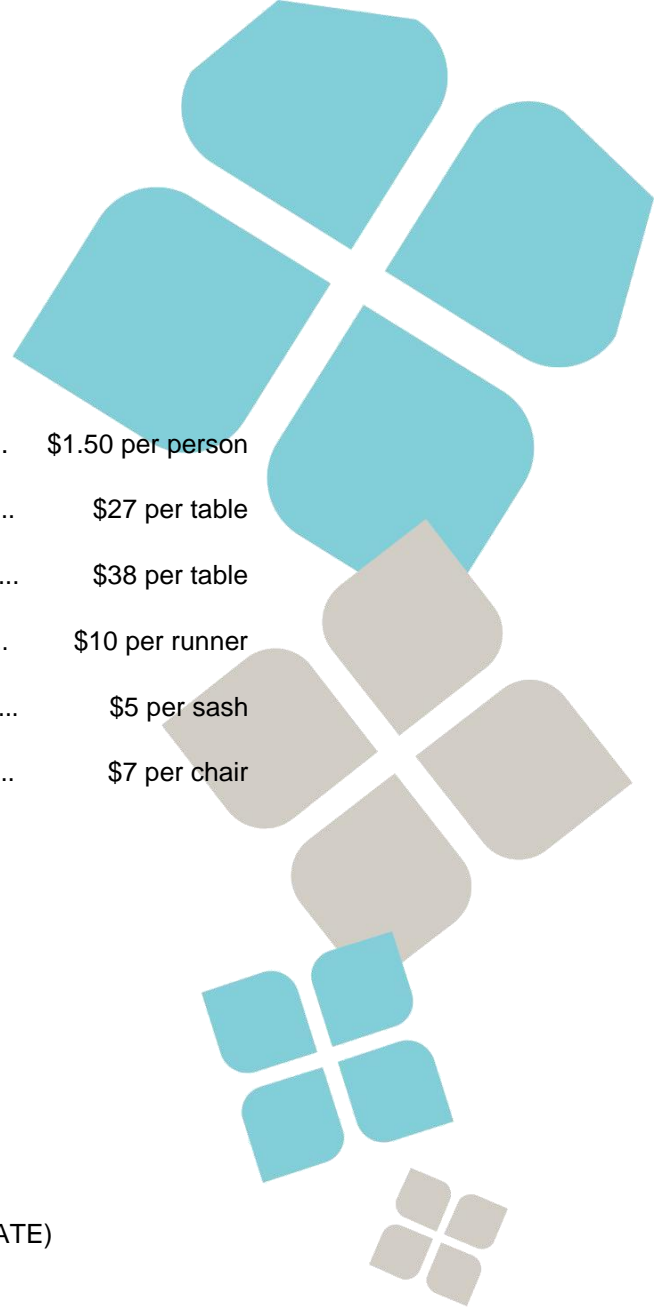 . $1.50 per person
.. $27 per table
... $38 per table
. $10 per runner
... $5 per sash
.. $7 per chair
ATE)